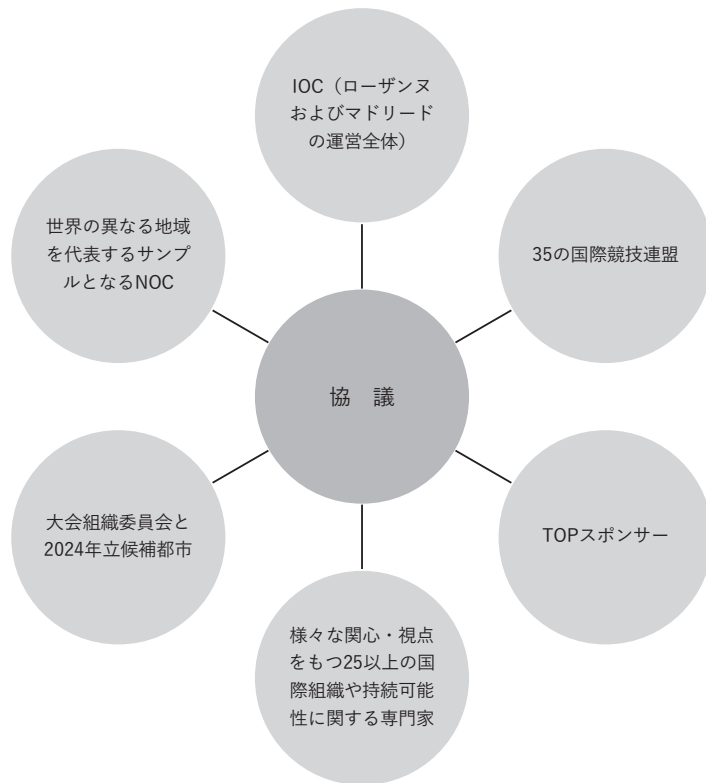 IOC（ローザンヌ
およびマドリード
の運営全体）
世界の異なる地域
を代表するサンプ
ルとなるNOC
35の国際競技連盟
協　議
大会組織委員会と
2024年立候補都市
TOPスポンサー
様々な関心・視点
をもつ25以上の国
際組織や持続可能
性に関する専門家